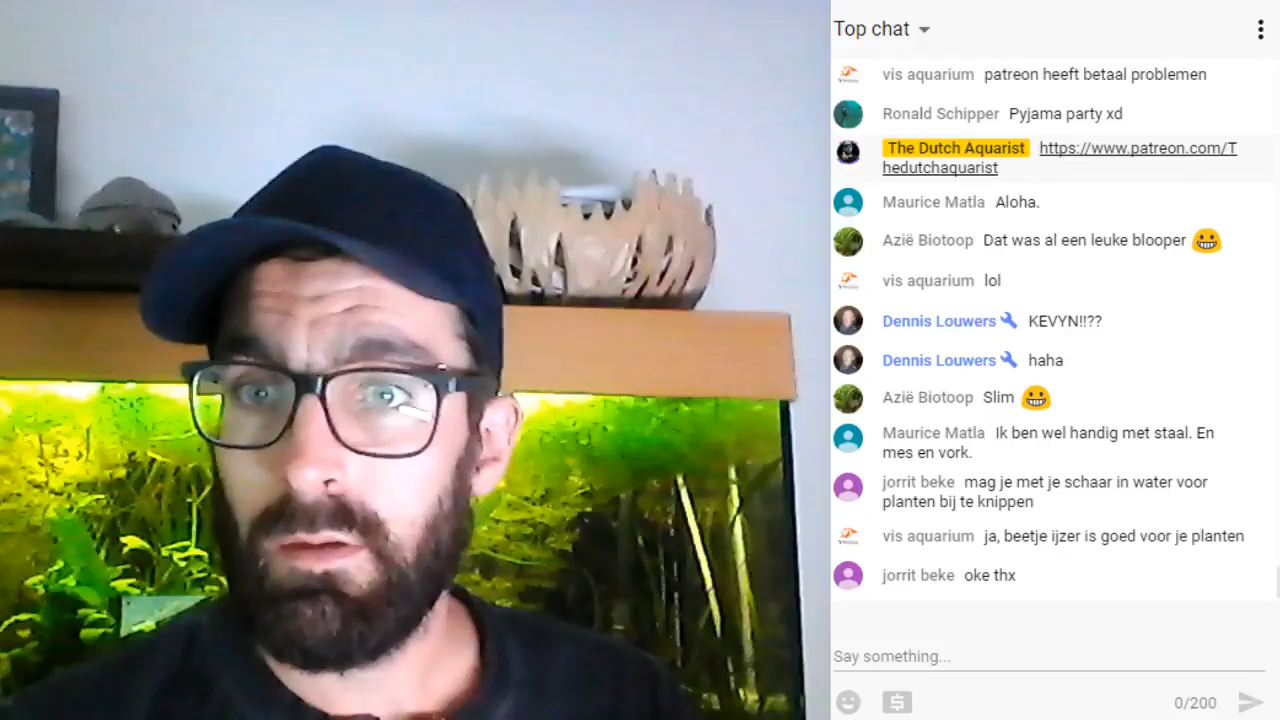 Top chat
vis aquarium patreon heeft betaal problemen
Ronald Schipper Pyjama party xd
The Dutch Aquarist https://www.patreon.com/T
hedutchaquarist
Maurice Matla Aloha.
Azië Biotoop Dat was al een leuke blooper 😀
vis aquarium lol
Dennis Louwers KEVYN!!??
Dennis Louwers haha
Azië Biotoop Slim 😀
Maurice Matla Ik ben wel handig met staal. En
mes en vork.
jorrit beke mag je met je schaar in water voor
planten bij te knippen
vis aquarium ja, beetje ijzer is goed voor je planten
jorrit beke oke thx
Say something...
0/200